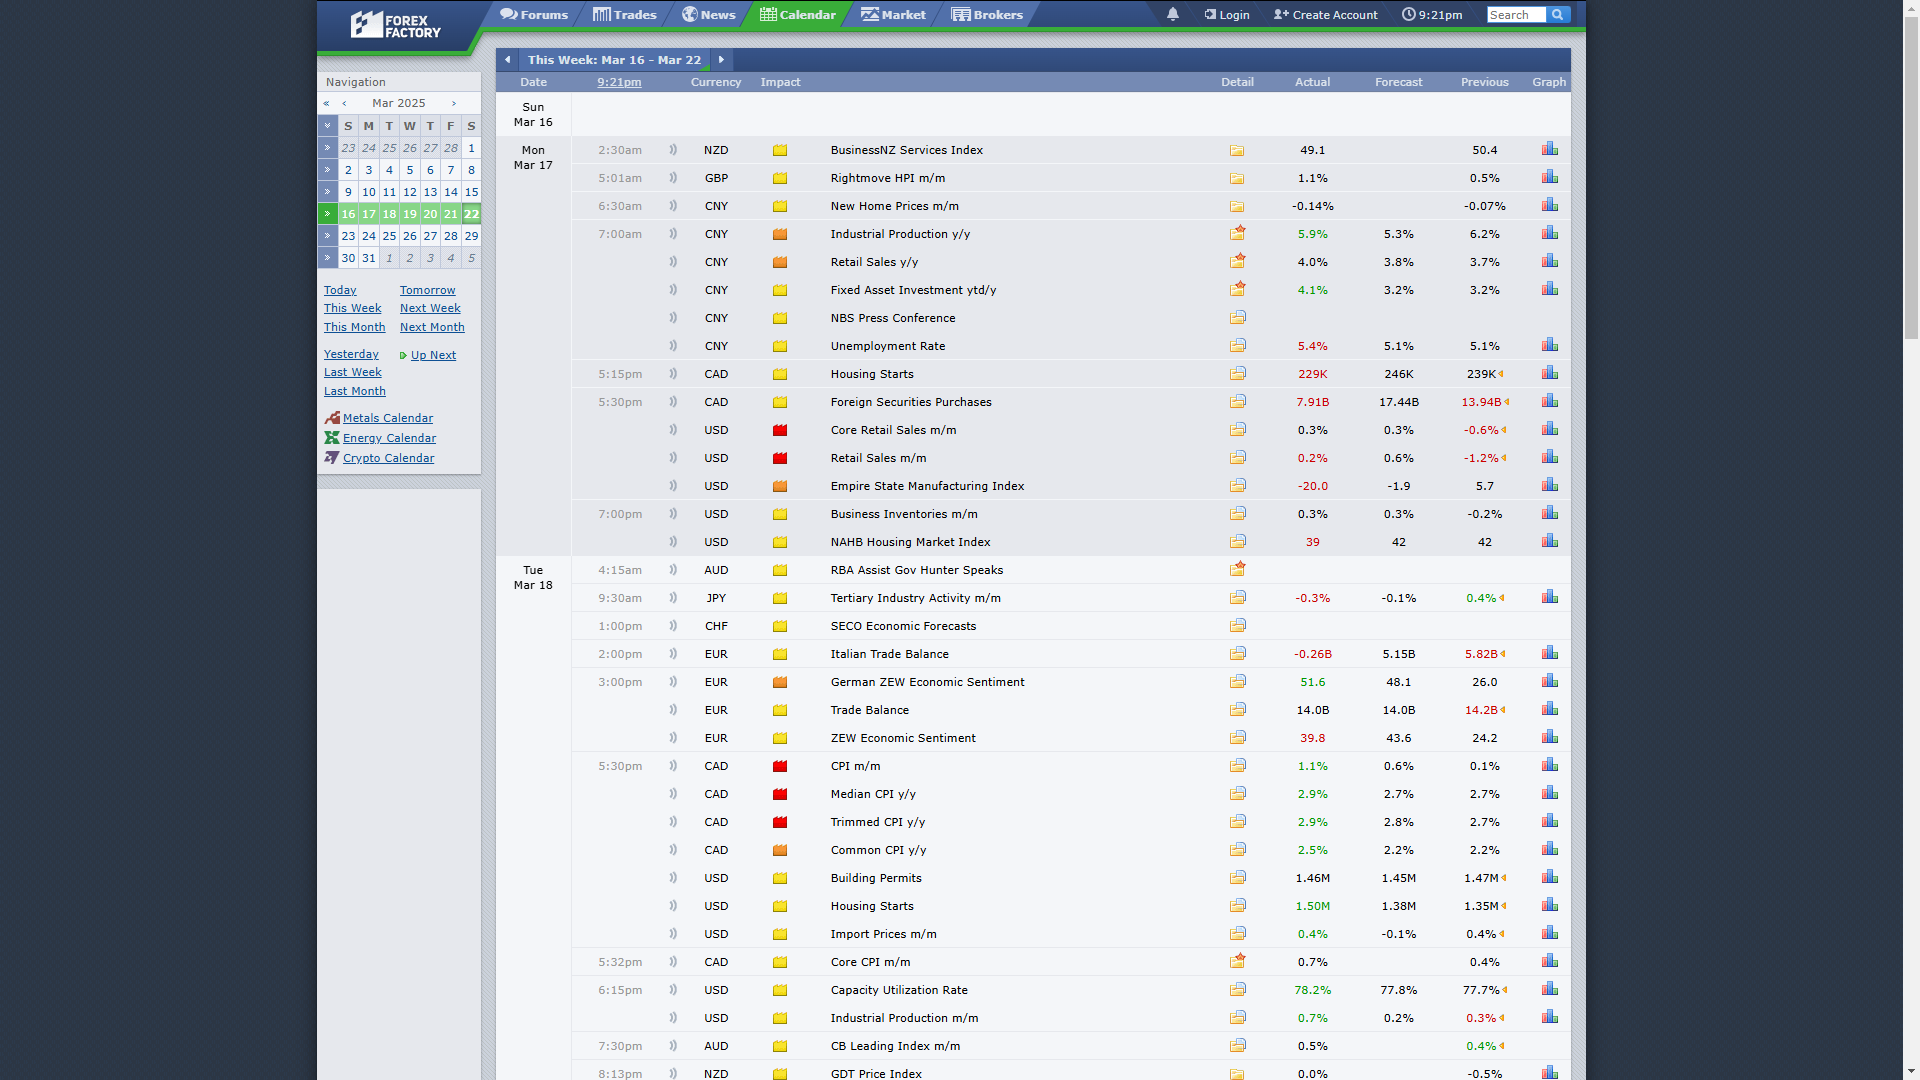 FOREX
FACTORY
Forums Trades News Calendar Market Brokers Login Create Account 9:21pm Search
Navigation
« ‹ Mar 2025 ›
S M T W T F S
» 23 24 25 26 27 28 1
» 2 3 4 5 6 7 8
» 9 10 11 12 13 14 15
» 16 17 18 19 20 21 22
» 23 24 25 26 27 28 29
» 30 31 1 2 3 4 5
Today Tomorrow
This Week Next Week
This Month Next Month
Yesterday Up Next
Last Week
Last Month
Metals Calendar
Energy Calendar
Crypto Calendar
This Week: Mar 16 - Mar 22
Date 9:21pm Currency Impact Detail Actual Forecast Previous Graph
Sun
Mar 16
Mon
Mar 17
2:30am NZD BusinessNZ Services Index 49.1 50.4
5:01am GBP Rightmove HPI m/m 1.1% 0.5%
6:30am CNY New Home Prices m/m -0.14% -0.07%
7:00am CNY Industrial Production y/y 5.9% 5.3% 6.2%
CNY Retail Sales y/y 4.0% 3.8% 3.7%
CNY Fixed Asset Investment ytd/y 4.1% 3.2% 3.2%
CNY NBS Press Conference
CNY Unemployment Rate 5.4% 5.1% 5.1%
5:15pm CAD Housing Starts 229K 246K 239K
5:30pm CAD Foreign Securities Purchases 7.91B 17.44B 13.94B
USD Core Retail Sales m/m 0.3% 0.3% -0.6%
USD Retail Sales m/m 0.2% 0.6% -1.2%
USD Empire State Manufacturing Index -20.0 -1.9 5.7
7:00pm USD Business Inventories m/m 0.3% 0.3% -0.2%
USD NAHB Housing Market Index 39 42 42
Tue
Mar 18
4:15am AUD RBA Assist Gov Hunter Speaks
9:30am JPY Tertiary Industry Activity m/m -0.3% -0.1% 0.4%
1:00pm CHF SECO Economic Forecasts
2:00pm EUR Italian Trade Balance -0.26B 5.15B 5.82B
3:00pm EUR German ZEW Economic Sentiment 51.6 48.1 26.0
EUR Trade Balance 14.0B 14.0B 14.2B
EUR ZEW Economic Sentiment 39.8 43.6 24.2
5:30pm CAD CPI m/m 1.1% 0.6% 0.1%
CAD Median CPI y/y 2.9% 2.7% 2.7%
CAD Trimmed CPI y/y 2.9% 2.8% 2.7%
CAD Common CPI y/y 2.5% 2.2% 2.2%
USD Building Permits 1.46M 1.45M 1.47M
USD Housing Starts 1.50M 1.38M 1.35M
USD Import Prices m/m 0.4% -0.1% 0.4%
5:32pm CAD Core CPI m/m 0.7% 0.4%
6:15pm USD Capacity Utilization Rate 78.2% 77.8% 77.7%
USD Industrial Production m/m 0.7% 0.2% 0.3%
7:30pm AUD CB Leading Index m/m 0.5% 0.4%
8:13pm NZD GDT Price Index 0.0% -0.5%